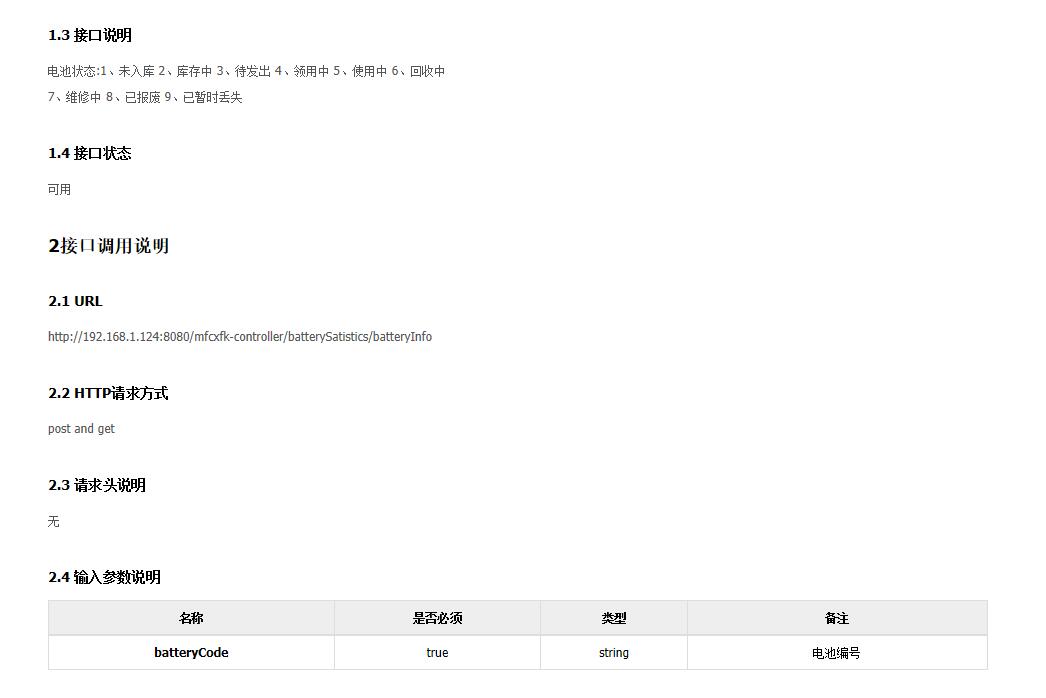 1.3 接口说明
电池状态:1、未入库 2、库存中 3、待发出 4、领用中 5、使用中 6、回收中
7、维修中 8、已报废 9、已暂时丢失
1.4 接口状态
可用
2接口调用说明
2.1 URL
http://192.168.1.124:8080/mfcxfk-controller/batterySatistics/batteryInfo
2.2 HTTP请求方式
post and get
2.3 请求头说明
无
2.4 输入参数说明
名称 是否必须 类型 备注
batteryCode true string 电池编号